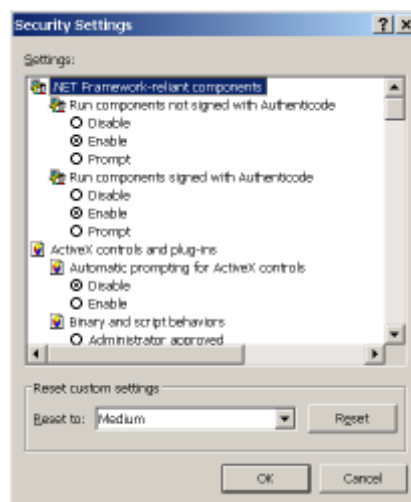 Security Settings
Settings:
.NET Framework-reliant components
Run components not signed with Authenticode
Disable
Enable
Prompt
Run components signed with Authenticode
Disable
Enable
Prompt
ActiveX controls and plug-ins
Automatic prompting for ActiveX controls
Disable
Enable
Binary and script behaviors
Administrator approved
Reset custom settings
Reset to: Medium Reset
OK Cancel